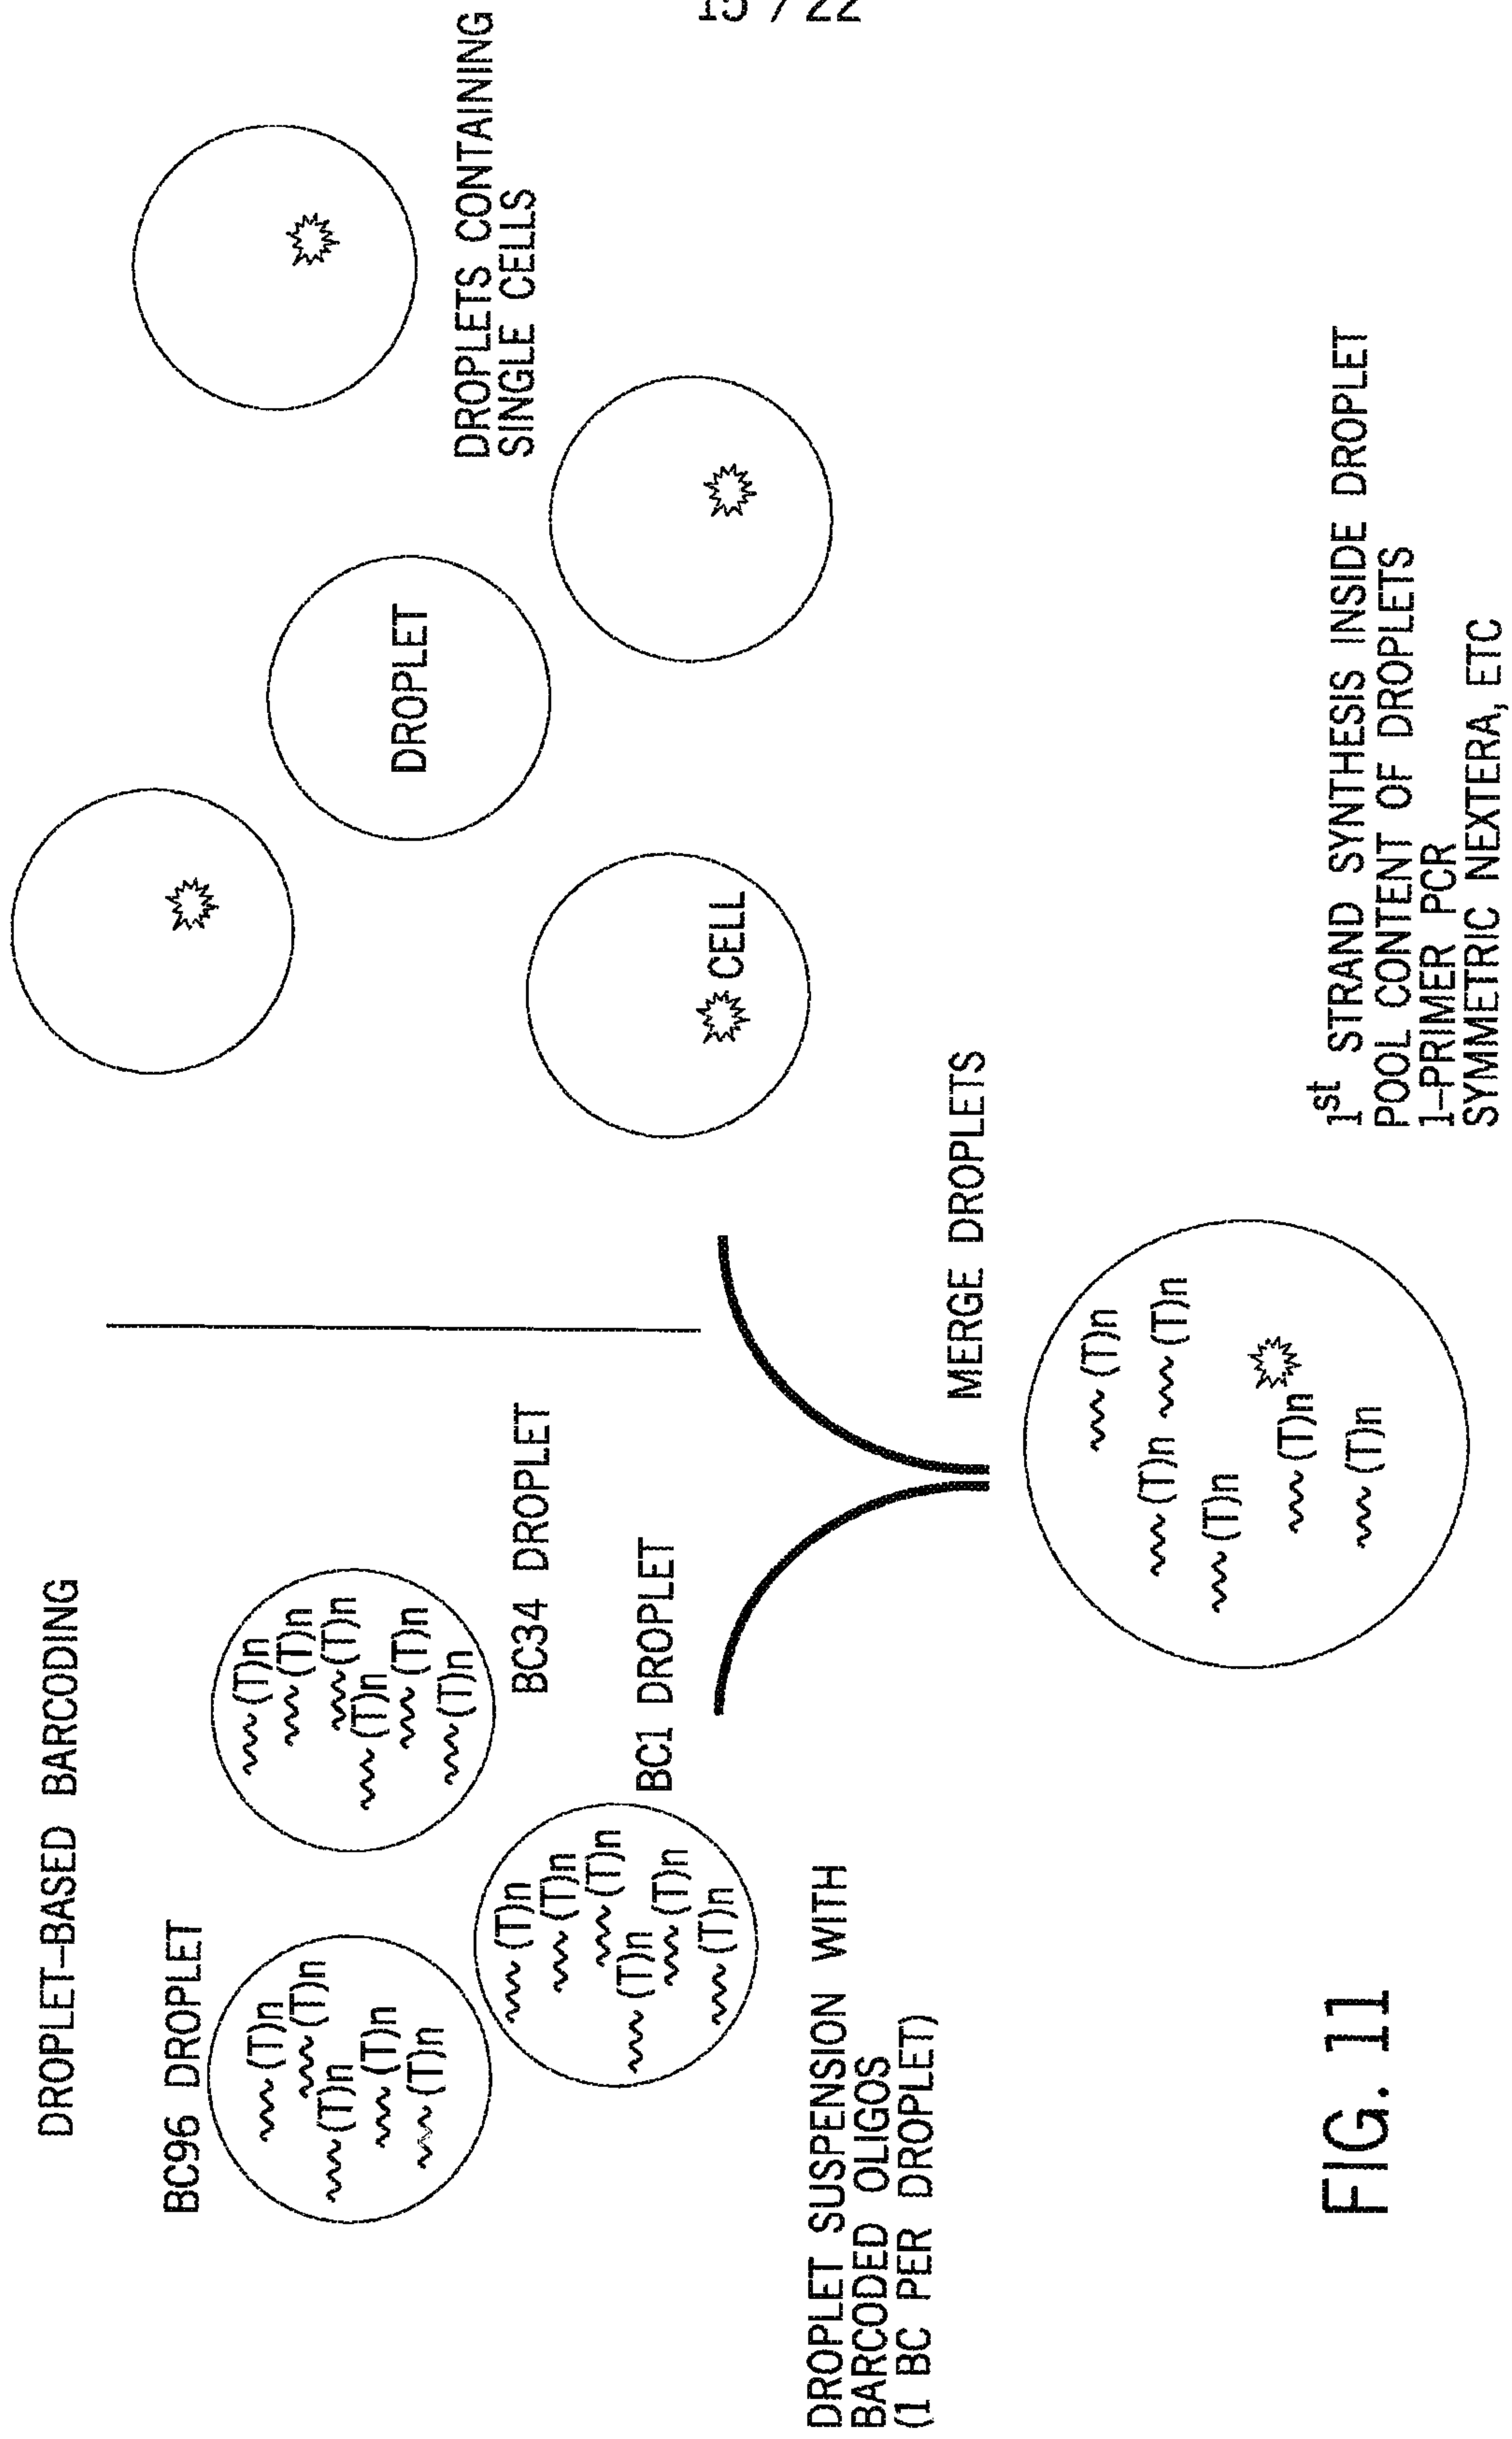 15 / 22
DROPLET-BASED BARCODING
BC96 DROPLET
(T)n
(T)n
(T)n
(T)n
(T)n
BC34 DROPLET
(T)n
(T)n
(T)n
(T)n
(T)n
(T)n
BC1 DROPLET
(T)n
(T)n
(T)n
(T)n
(T)n
(T)n
DROPLET SUSPENSION WITH
BARCODED OLIGOS
(1 BC PER DROPLET)
DROPLET
CELL
DROPLETS CONTAINING
SINGLE CELLS
MERGE DROPLETS
(T)n
(T)n
(T)n
(T)n
(T)n
(T)n
1st STRAND SYNTHESIS INSIDE DROPLET
POOL CONTENT OF DROPLETS
1-PRIMER PCR
SYMMETRIC NEXTERA, ETC
FIG. 11